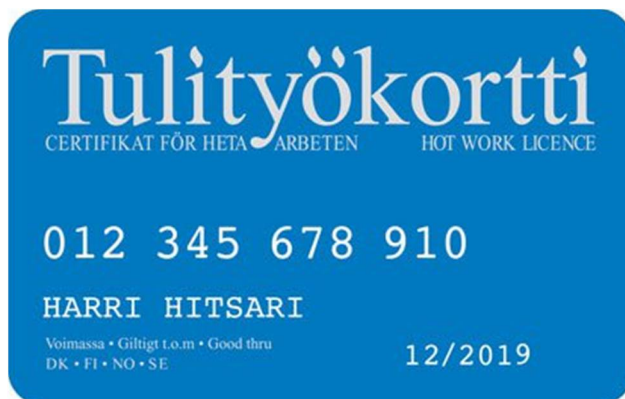 Tulityökortti
CERTIFIKAT FÖR HETA ARBETEN HOT WORK LICENCE
012 345 678 910
HARRI HITSARI
Voimassa • Giltigt t.o.m • Good thru
DK • FI • NO • SE
12/2019